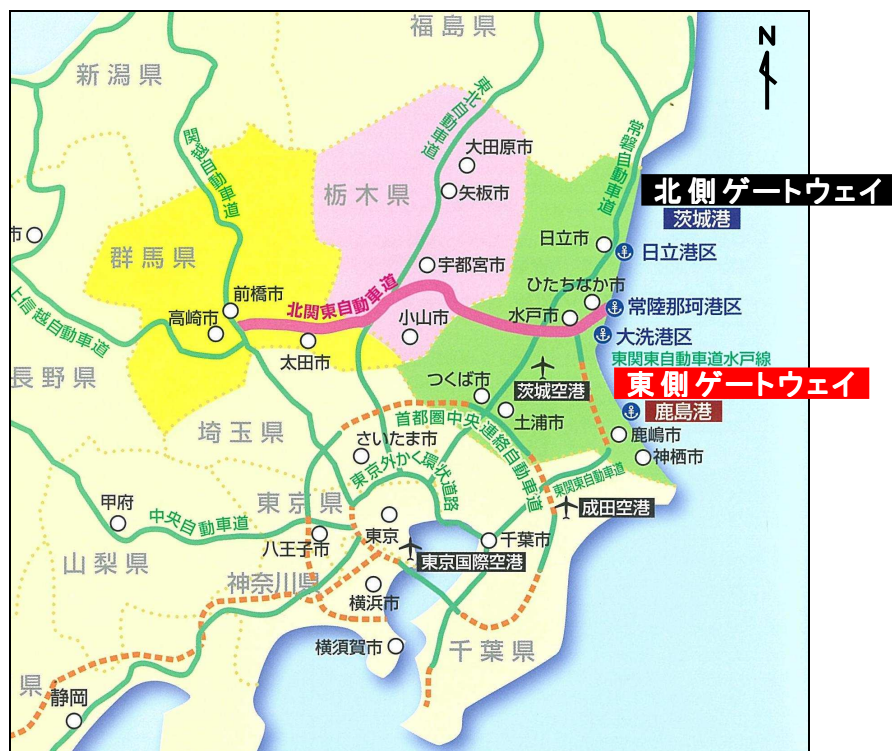 福島県
N
新潟県
東北自動車道
関越自動車道
常磐自動車道
大田原市
栃木県
矢板市
北側ゲートウェイ
茨城港
市
群馬県
日立市
日立港区
宇都宮市
ひたちなか市
前橋市
北関東自動車道
常陸那珂港区
上信越自動車道
高崎市
小山市
水戸市
大洗港区
太田市
東関東自動車道水戸線
長野県
つくば市
茨城空港
東側ゲートウェイ
首都圏中央連絡自動車道
土浦市
鹿島港
埼玉県
さいたま市
鹿嶋市
神栖市
東京外かく環状道路
東関東自動車道
東京県
甲府
中央自動車道
東京
成田空港
八王子市
千葉市
山梨県
東京国際空港
神奈川県
横浜市
横須賀市
千葉県
県
静岡